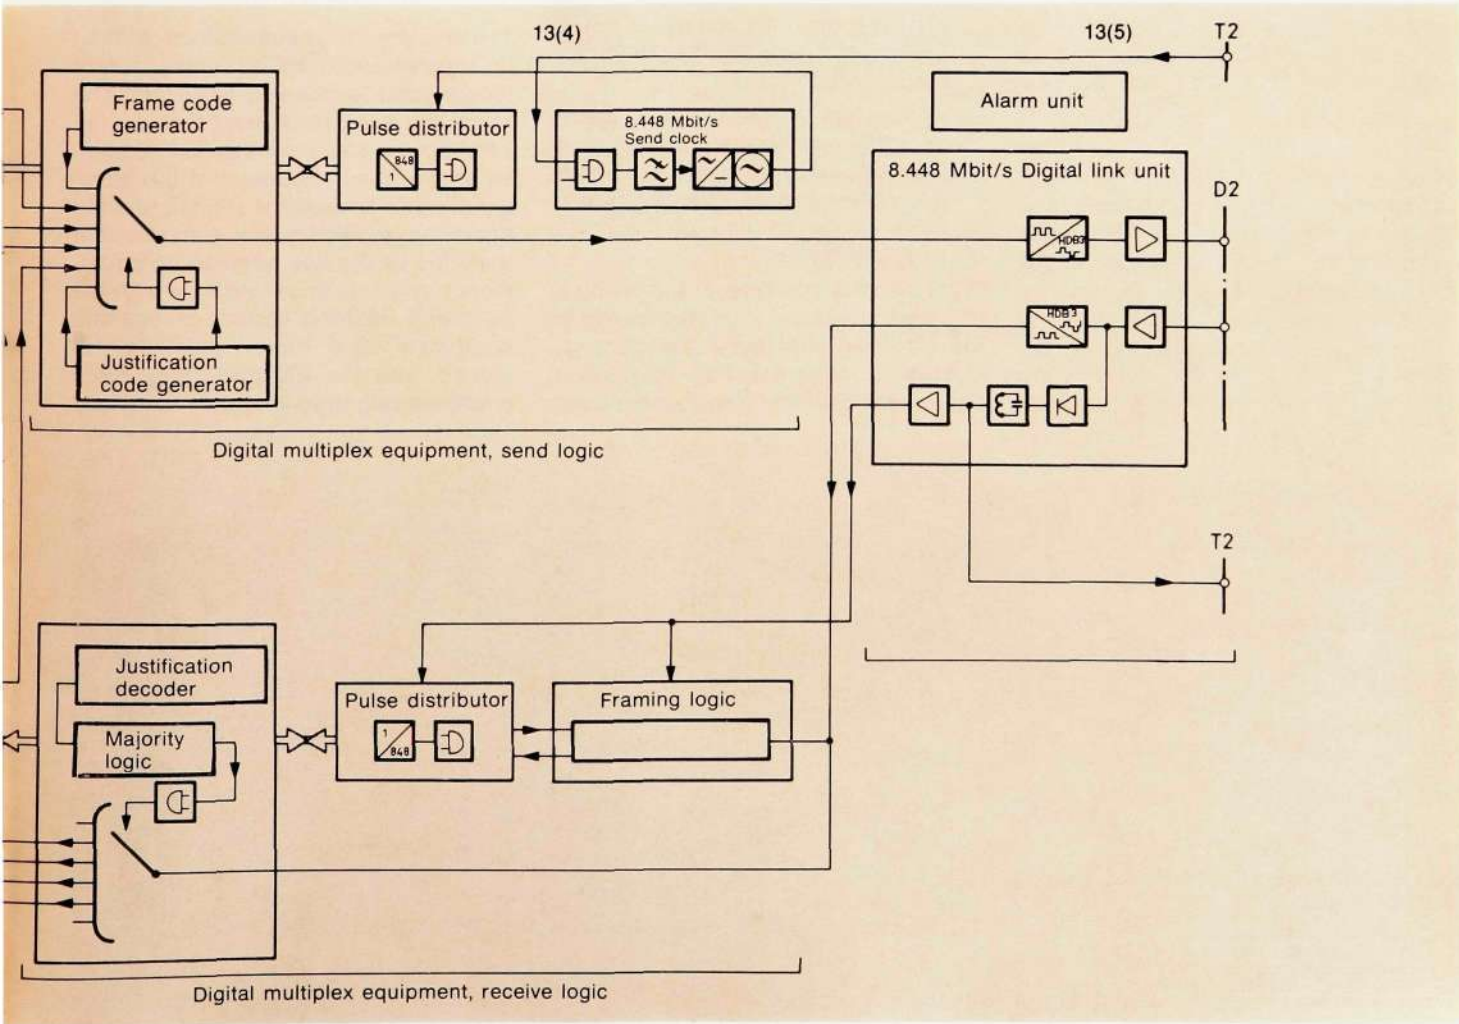 13(4)
13(5)
T2
Frame code
generator
Pulse distributor
848
1
8.448 Mbit/s
Send clock
Alarm unit
8.448 Mbit/s Digital link unit
D2
HDB3
HDB3
Justification
code generator
Digital multiplex equipment, send logic
T2
Justification
decoder
Majority
logic
Pulse distributor
1
848
Framing logic
Digital multiplex equipment, receive logic